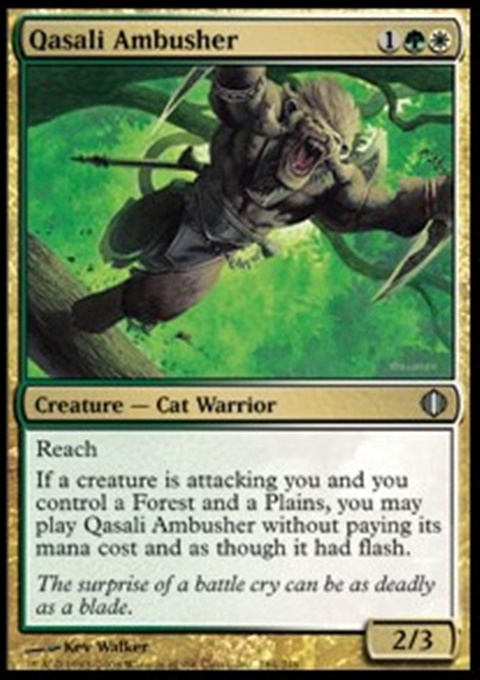 Qasali Ambusher 1
Creature — Cat Warrior
Reach
If a creature is attacking you and you
control a Forest and a Plains, you may
play Qasali Ambusher without paying its
mana cost and as though it had flash.
The surprise of a battle cry can be as deadly
as a blade.
Kev Walker
2/3